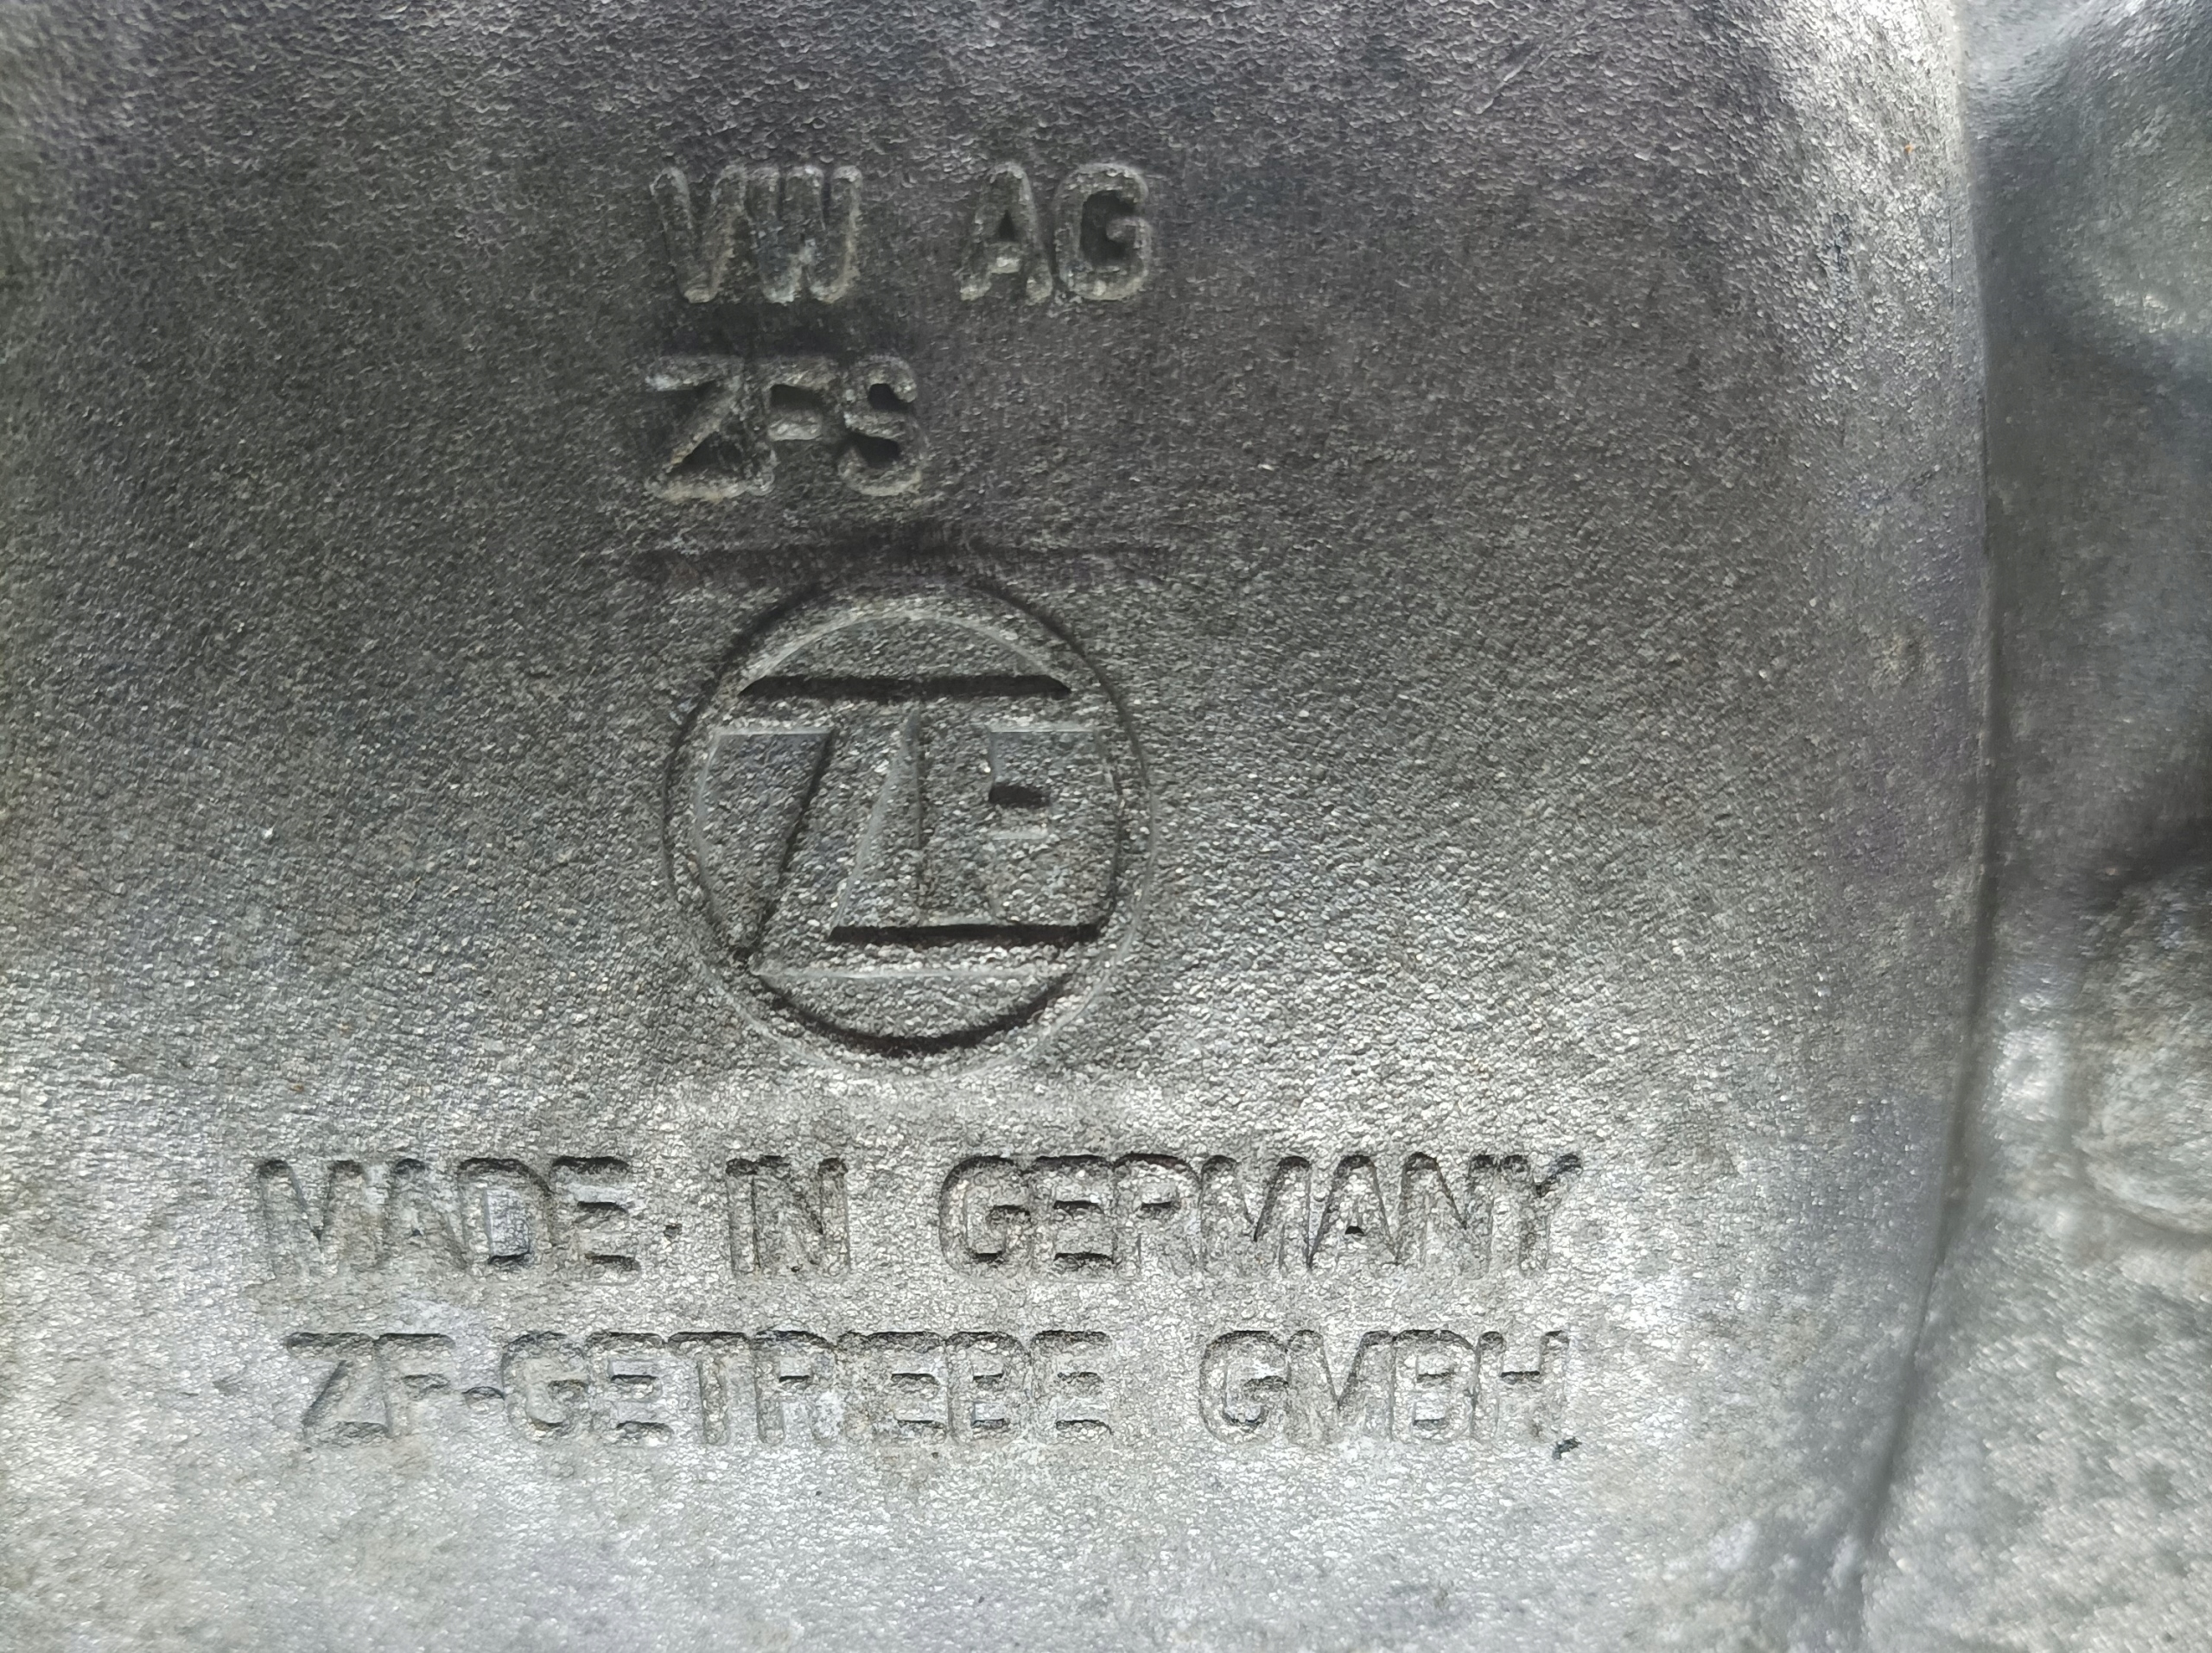 VW AG
ZFS
ZF
MADE IN GERMANY
ZF-GETRIEBE GMBH